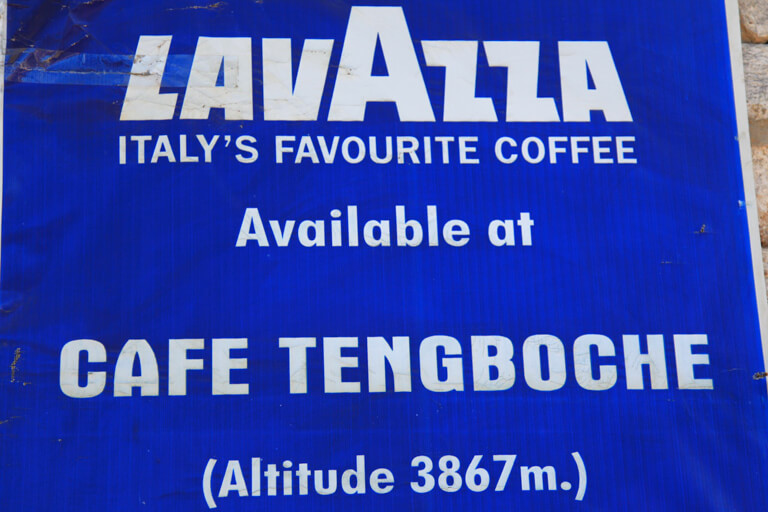 LAVAZZA
ITALY'S FAVOURITE COFFEE
Available at
CAFE TENGBOCHE
(Altitude 3867m.)